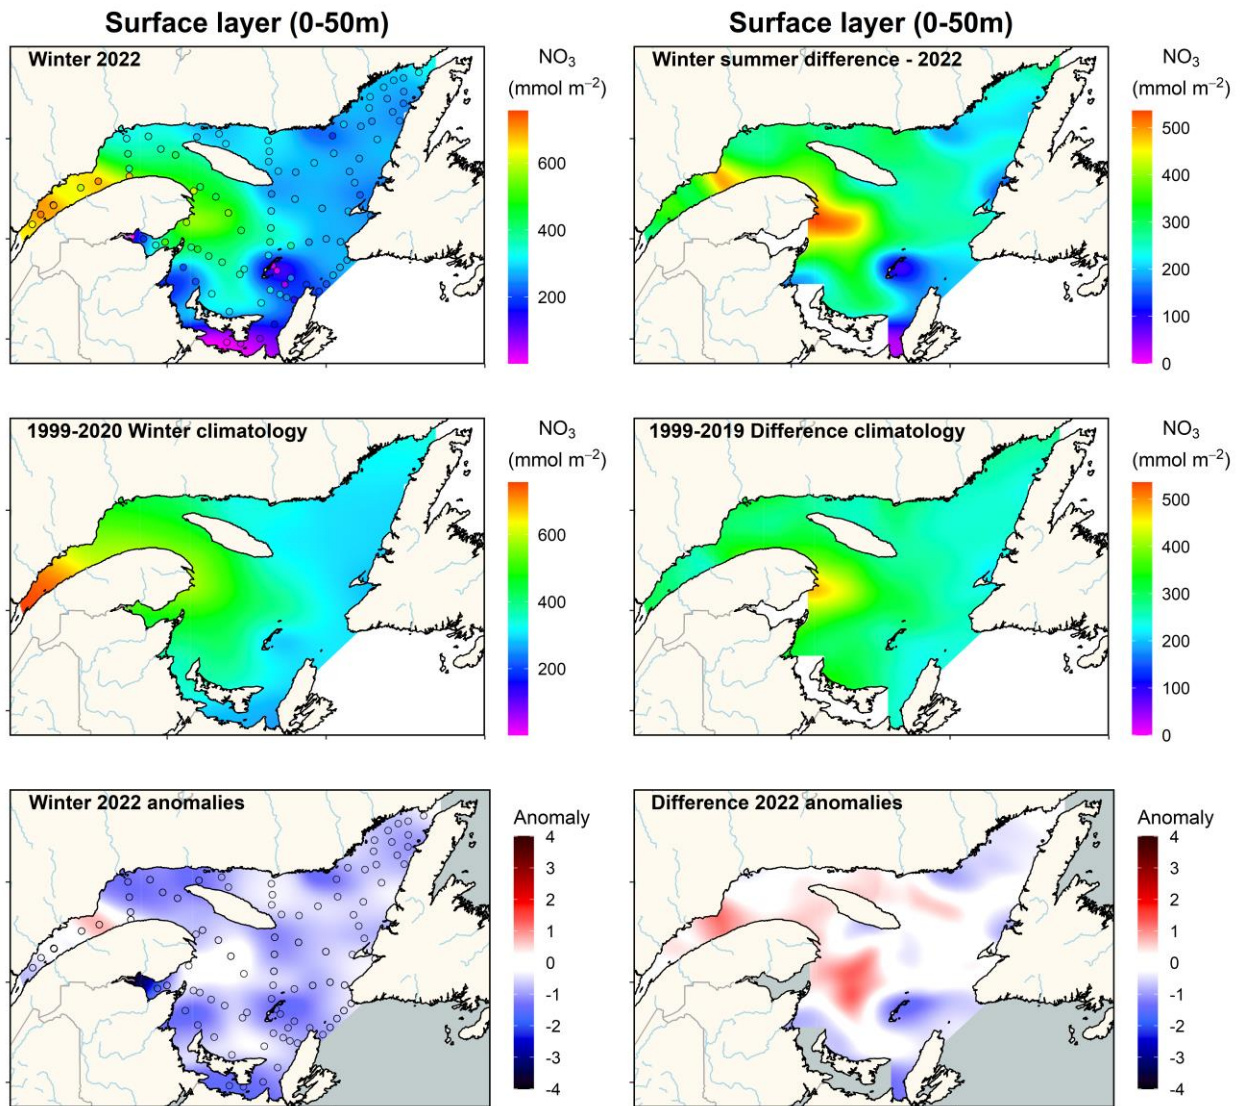 Surface layer (0-50m)
Winter 2022
NO₃
(mmol m⁻²)
600
400
200
Surface layer (0-50m)
Winter summer difference - 2022
NO₃
(mmol m⁻²)
500
400
300
200
100
0
1999-2020 Winter climatology
NO₃
(mmol m⁻²)
600
400
200
1999-2019 Difference climatology
NO₃
(mmol m⁻²)
500
400
300
200
100
0
Winter 2022 anomalies
Anomaly
4
3
2
1
0
-1
-2
-3
-4
Difference 2022 anomalies
Anomaly
4
3
2
1
0
-1
-2
-3
-4